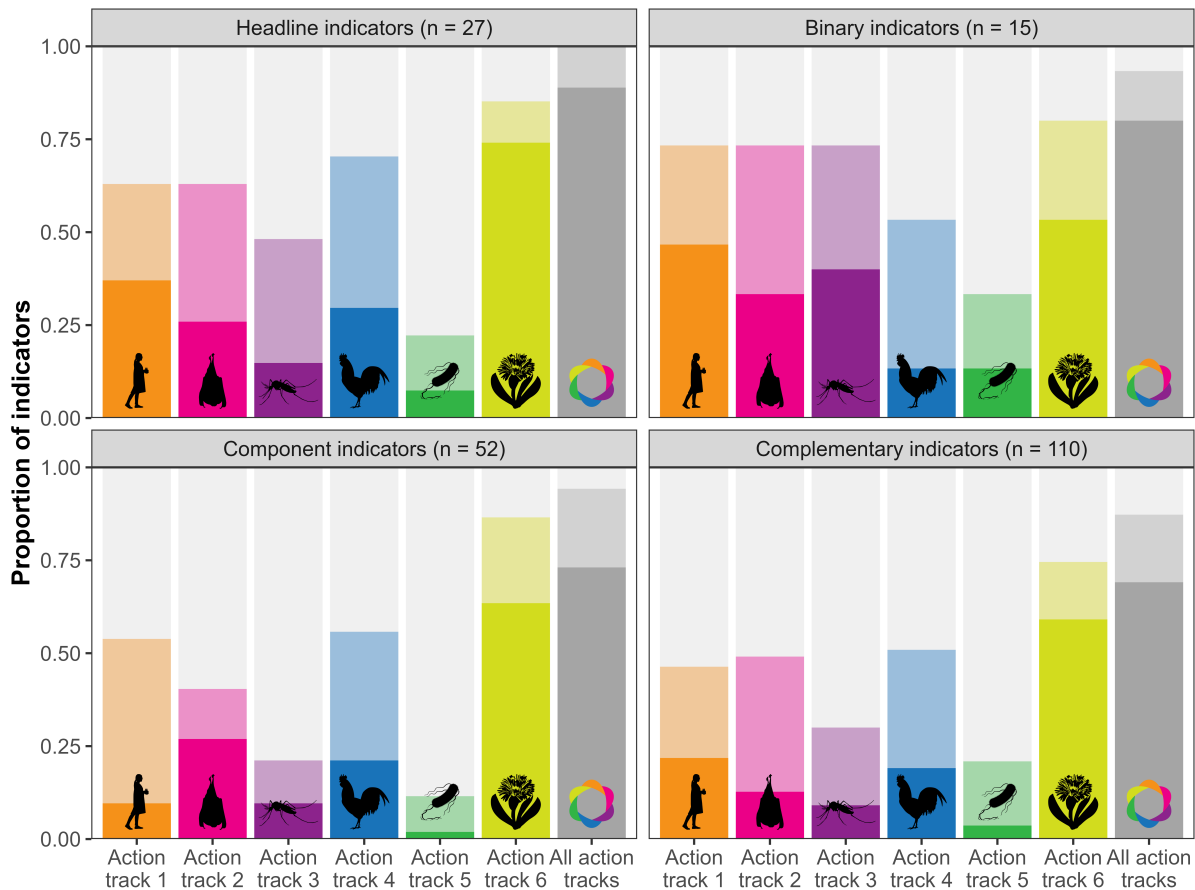 Headline indicators (n = 27)
Binary indicators (n = 15)
1.00
0.75
0.50
0.25
0.00
Component indicators (n = 52)
Complementary indicators (n = 110)
1.00
0.75
0.50
0.25
0.00
Proportion of indicators
Action Action Action Action Action Action All action
track 1 track 2 track 3 track 4 track 5 track 6 tracks
Action Action Action Action Action Action All action
track 1 track 2 track 3 track 4 track 5 track 6 tracks